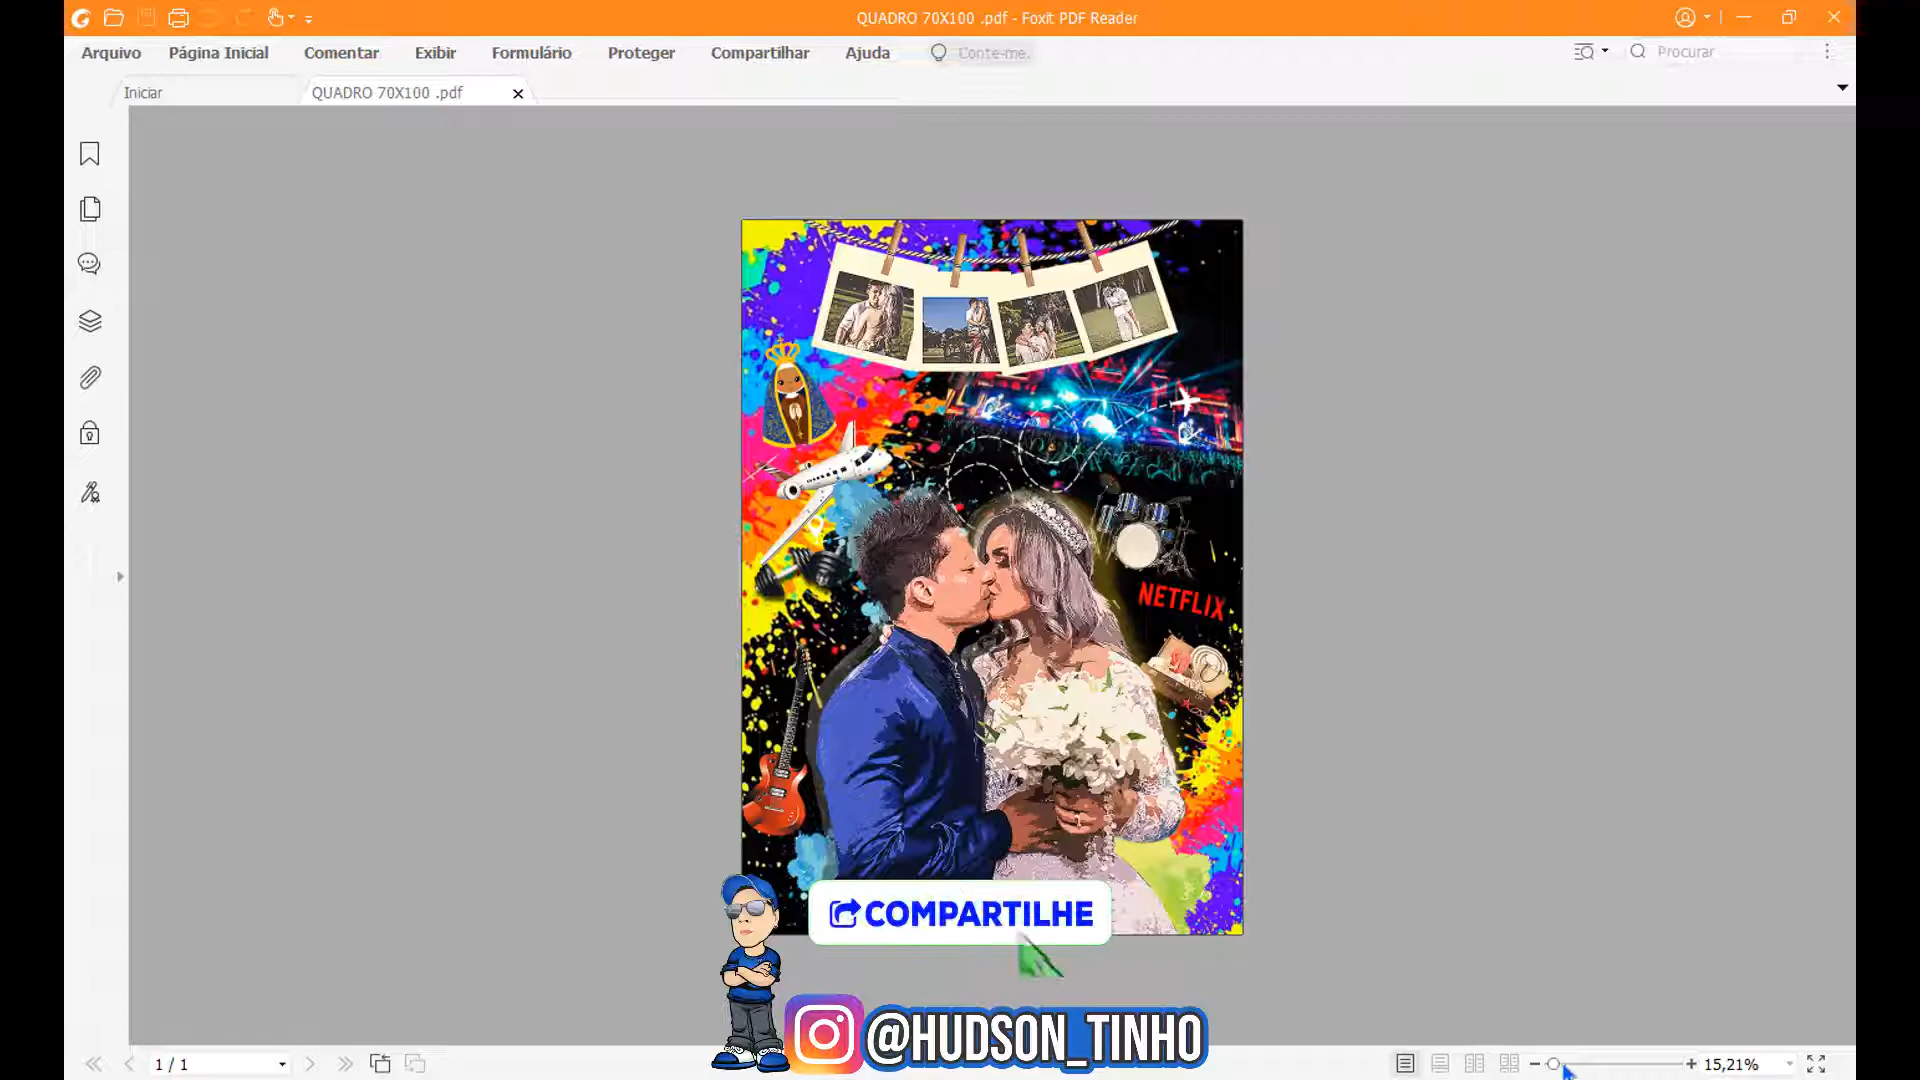 QUADRO 70X100 .pdf - Foxit PDF Reader
Arquivo Página Inicial Comentar Exibir Formulário Proteger Compartilhar Ajuda Conte-me. Procurar
Iniciar QUADRO 70X100 .pdf
NETFLIX
COMPARTILHE
@HUDSON_TINHO
1 / 1 15,21%